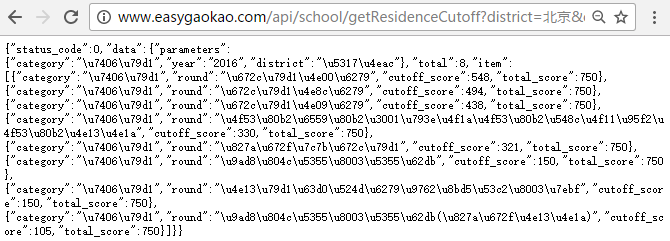 www.easygaokao.com/api/school/getResidenceCutoff?district=北京&
{"status_code":0, "data":{"parameters":
{"category":"\u7406\u79d1", "year":"2016", "district":"\u5317\u4eac"}, "total":8, "item":
[{"category":"\u7406\u79d1", "round":"\u672c\u79d1\u4e00\u6279", "cutoff_score":548, "total_score":750},
{"category":"\u7406\u79d1", "round":"\u672c\u79d1\u4e8c\u6279", "cutoff_score":494, "total_score":750},
{"category":"\u7406\u79d1", "round":"\u672c\u79d1\u4e09\u6279", "cutoff_score":438, "total_score":750},
{"category":"\u7406\u79d1", "round":"\u4f53\u80b2\u6559\u80b2\u3001\u793e\u4f1a\u4f53\u80b2\u548c\u4f11\u95f2\u
4f53\u80b2\u4e13\u4e1a", "cutoff_score":330, "total_score":750},
{"category":"\u7406\u79d1", "round":"\u827a\u672f\u7c7b\u672c\u79d1", "cutoff_score":321, "total_score":750},
{"category":"\u7406\u79d1", "round":"\u9ad8\u804c\u5355\u8003\u5355\u62db", "cutoff_score":150, "total_score":750
},
{"category":"\u7406\u79d1", "round":"\u4e13\u79d1\u63d0\u524d\u6279\u9762\u8bd5\u53c2\u8003\u7ebf", "cutoff_sco
re":150, "total_score":750},
{"category":"\u7406\u79d1", "round":"\u9ad8\u804c\u5355\u8003\u5355\u62db(\u827a\u672f\u4e13\u4e1a)", "cutoff_sc
ore":105, "total_score":750}]}}